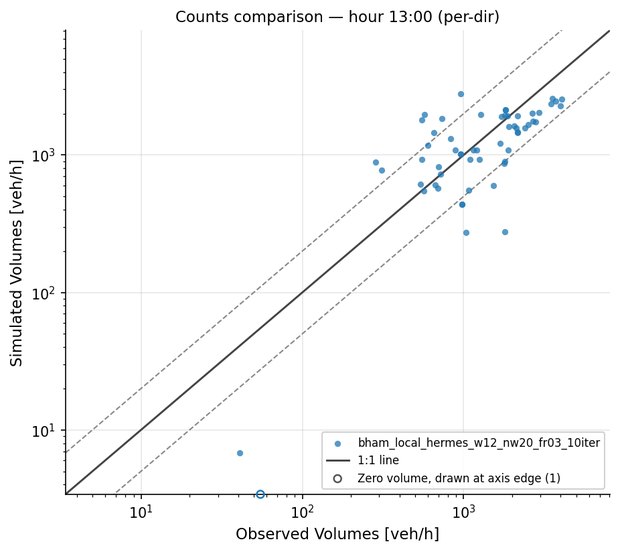 Counts comparison — hour 13:00 (per-dir)
Simulated Volumes [veh/h]
10³
10²
10¹
10¹
10²
10³
Observed Volumes [veh/h]
bham_local_hermes_w12_nw20_fr03_10iter
1:1 line
Zero volume, drawn at axis edge (1)